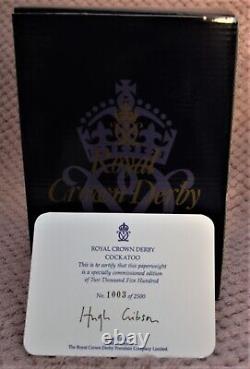 Royal
Crown Derby
ROYAL CROWN DERBY
COCKATOO
This is to certify that this paperweight
is a specially commissioned edition
of Two Thousand Five Hundred
No. 1003 of 2500
Hugh Gibson
The Royal Crown Derby Porcelain Company Limited.